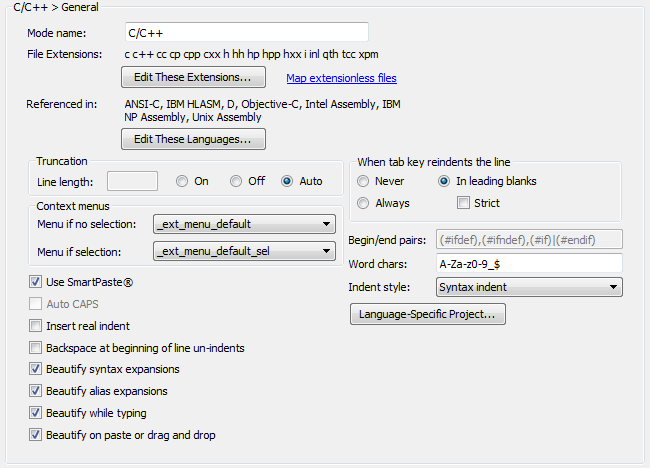 C/C++ > General
Mode name: C/C++
File Extensions: c c++ cc cp cpp cxx h hh hp hpp hxx i inl qth tcc xpm
Edit These Extensions... Map extensionless files
Referenced in: ANSI-C, IBM HLASM, D, Objective-C, Intel Assembly, IBM
NP Assembly, Unix Assembly
Edit These Languages...
Truncation
Line length: On Off Auto
Context menus
Menu if no selection: _ext_menu_default
Menu if selection: _ext_menu_default_sel
Use SmartPaste®
Auto CAPS
Insert real indent
Backspace at beginning of line un-indents
Beautify syntax expansions
Beautify alias expansions
Beautify while typing
Beautify on paste or drag and drop
When tab key reindents the line
Never In leading blanks
Always Strict
Begin/end pairs: (#ifdef),(#ifndef),(#if)|(#endif)
Word chars: A-Za-z0-9_$
Indent style: Syntax indent
Language-Specific Project...